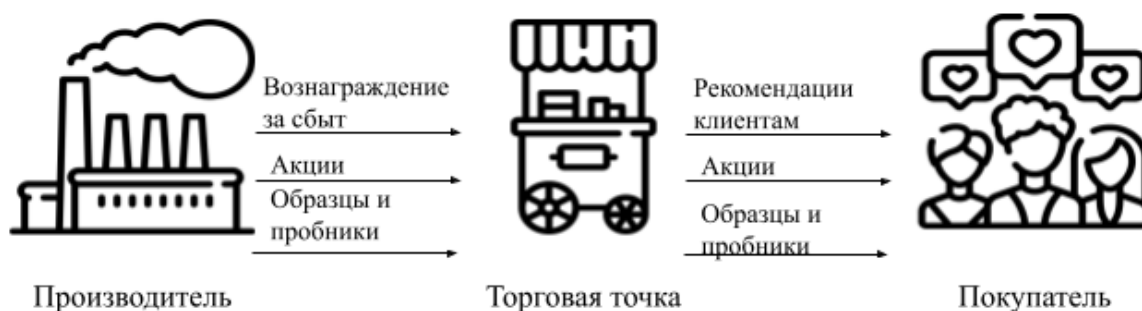 Вознаграждение
за сбыт
Акции
Образцы и
пробники
Рекомендации
клиентам
Акции
Образцы и
пробники
Производитель
Торговая точка
Покупатель